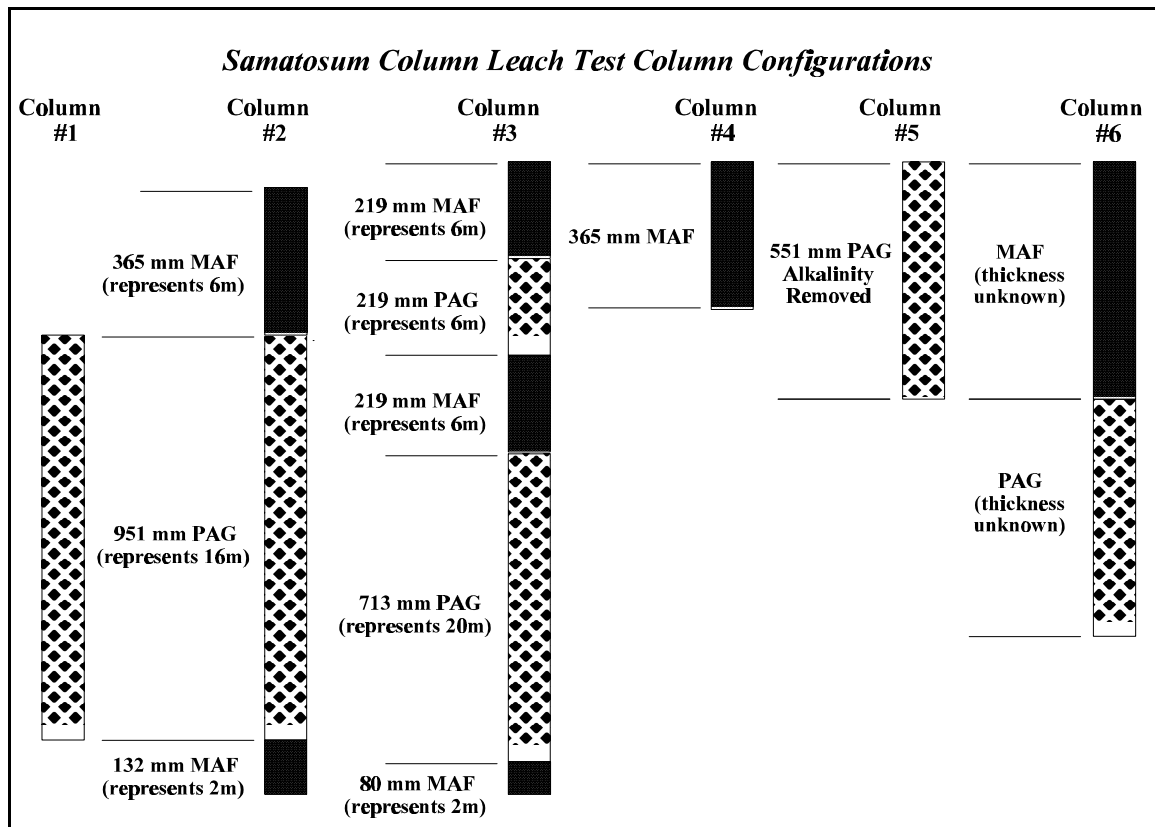 Samatosum Column Leach Test Column Configurations
Column
#1
Column
#2
Column
#3
Column
#4
Column
#5
Column
#6
365 mm MAF
(represents 6m)
951 mm PAG
(represents 16m)
132 mm MAF
(represents 2m)
219 mm MAF
(represents 6m)
219 mm PAG
(represents 6m)
219 mm MAF
(represents 6m)
713 mm PAG
(represents 20m)
80 mm MAF
(represents 2m)
365 mm MAF
551 mm PAG
Alkalinity
Removed
MAF
(thickness
unknown)
PAG
(thickness
unknown)